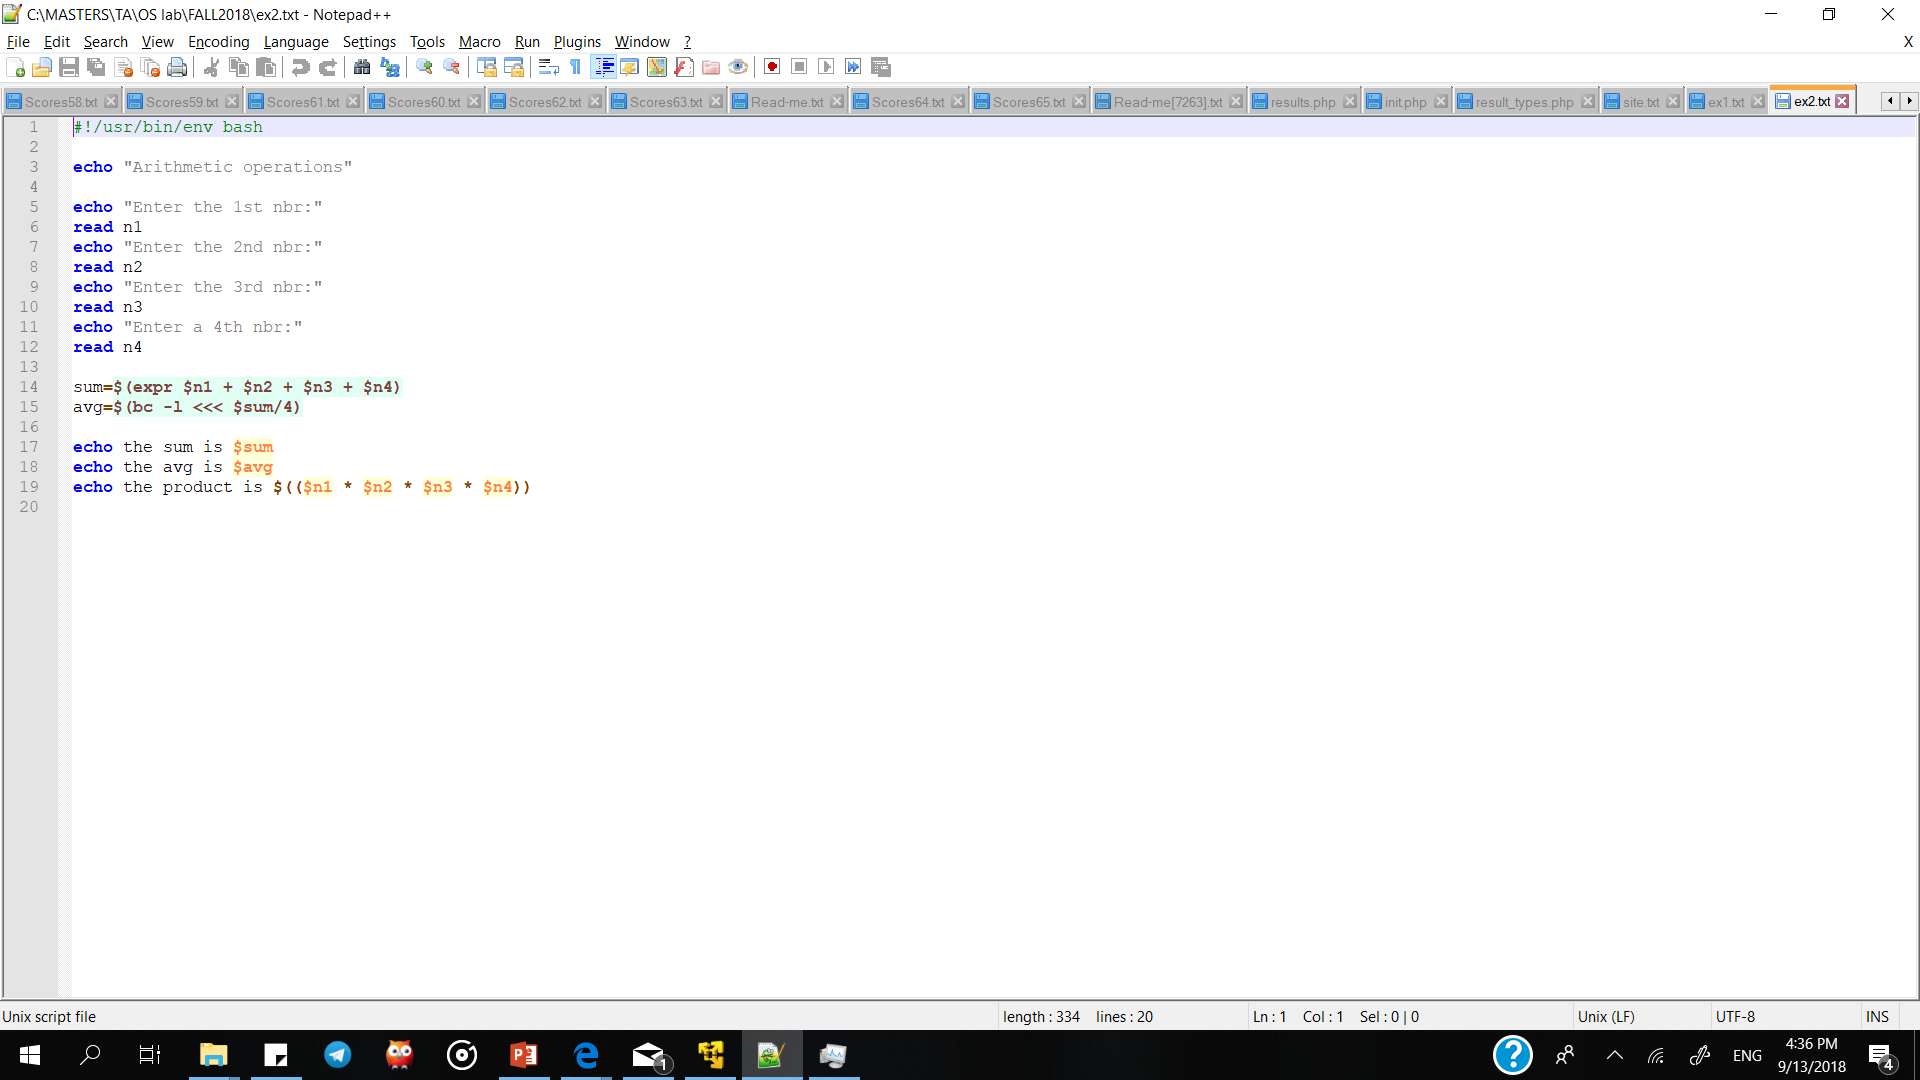 C:\MASTERS\TA\OS lab\FALL2018\ex2.txt - Notepad++
File Edit Search View Encoding Language Settings Tools Macro Run Plugins Window ? X
Scores58.txt Scores59.txt Scores61.txt Scores60.txt Scores62.txt Scores63.txt Read-me.txt Scores64.txt Scores65.txt Read-me[7263].txt results.php init.php result_types.php site.txt ex1.txt ex2.txt
1 #!/usr/bin/env bash
2
3 echo "Arithmetic operations"
4
5 echo "Enter the 1st nbr:"
6 read n1
7 echo "Enter the 2nd nbr:"
8 read n2
9 echo "Enter the 3rd nbr:"
10 read n3
11 echo "Enter a 4th nbr:"
12 read n4
13
14 sum=$(expr $n1 + $n2 + $n3 + $n4)
15 avg=$(bc -l <<< $sum/4)
16
17 echo the sum is $sum
18 echo the avg is $avg
19 echo the product is $(($n1 * $n2 * $n3 * $n4))
20
Unix script file length : 334 lines : 20 Ln : 1 Col : 1 Sel : 0 | 0 Unix (LF) UTF-8 INS
1 ? ENG 4:36 PM
9/13/2018 4